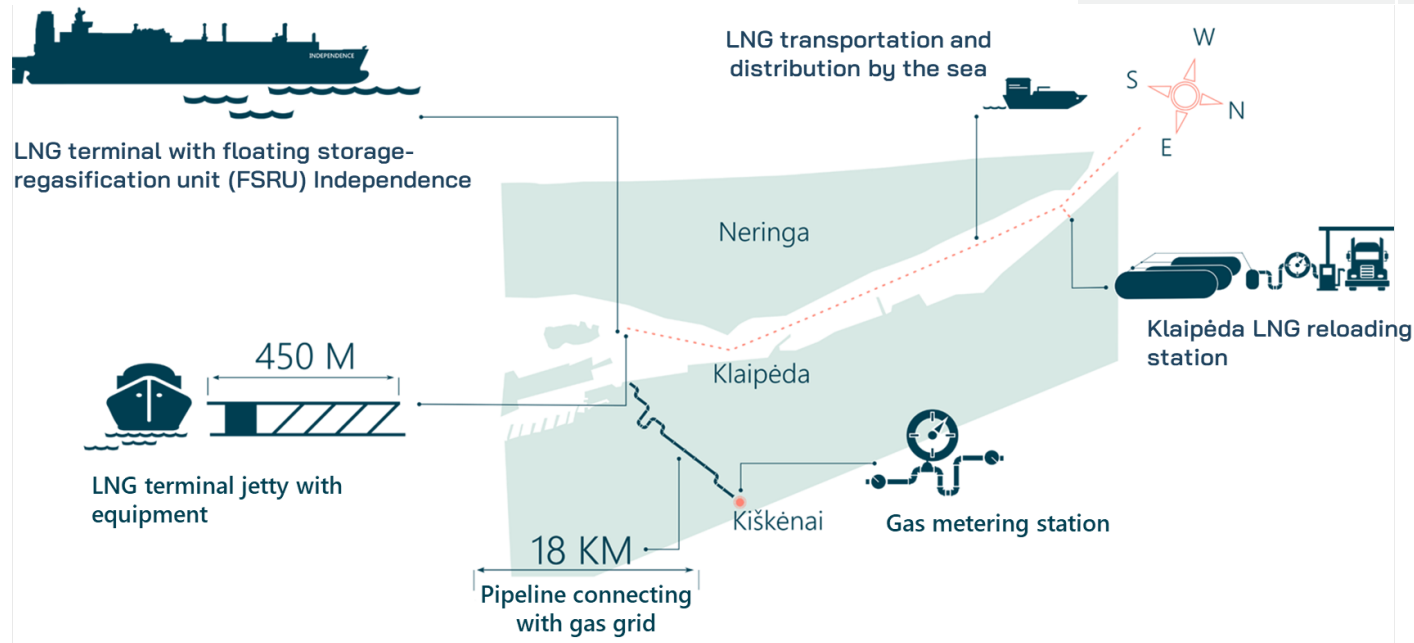 INDEPENDENCE
LNG terminal with floating storage-
regasification unit (FSRU) Independence
LNG transportation and
distribution by the sea
W
S
N
E
Neringa
Klaipėda LNG reloading
station
450 M
Klaipėda
LNG terminal jetty with
equipment
Kiškėnai
Gas metering station
18 KM
Pipeline connecting
with gas grid